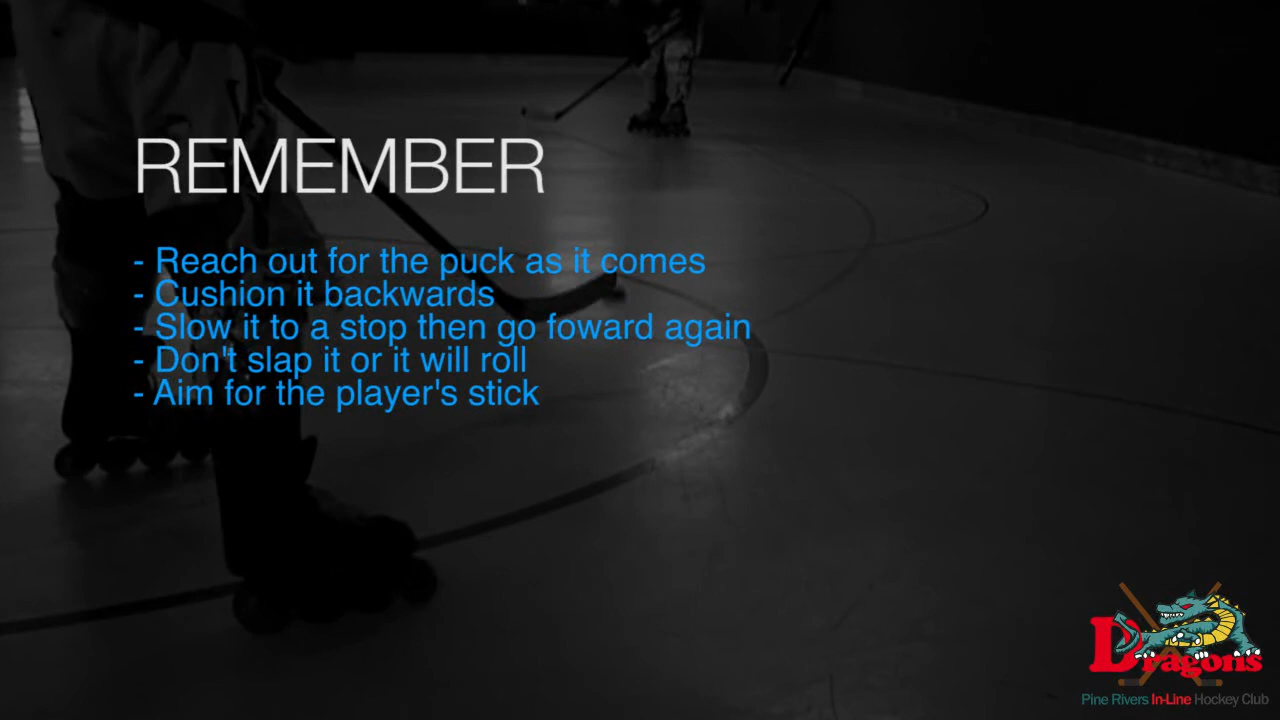 REMEMBER
- Reach out for the puck as it comes
- Cushion it backwards
- Slow it to a stop then go foward again
- Don't slap it or it will roll
- Aim for the player's stick
Dragons
Pine Rivers In-Line Hockey Club